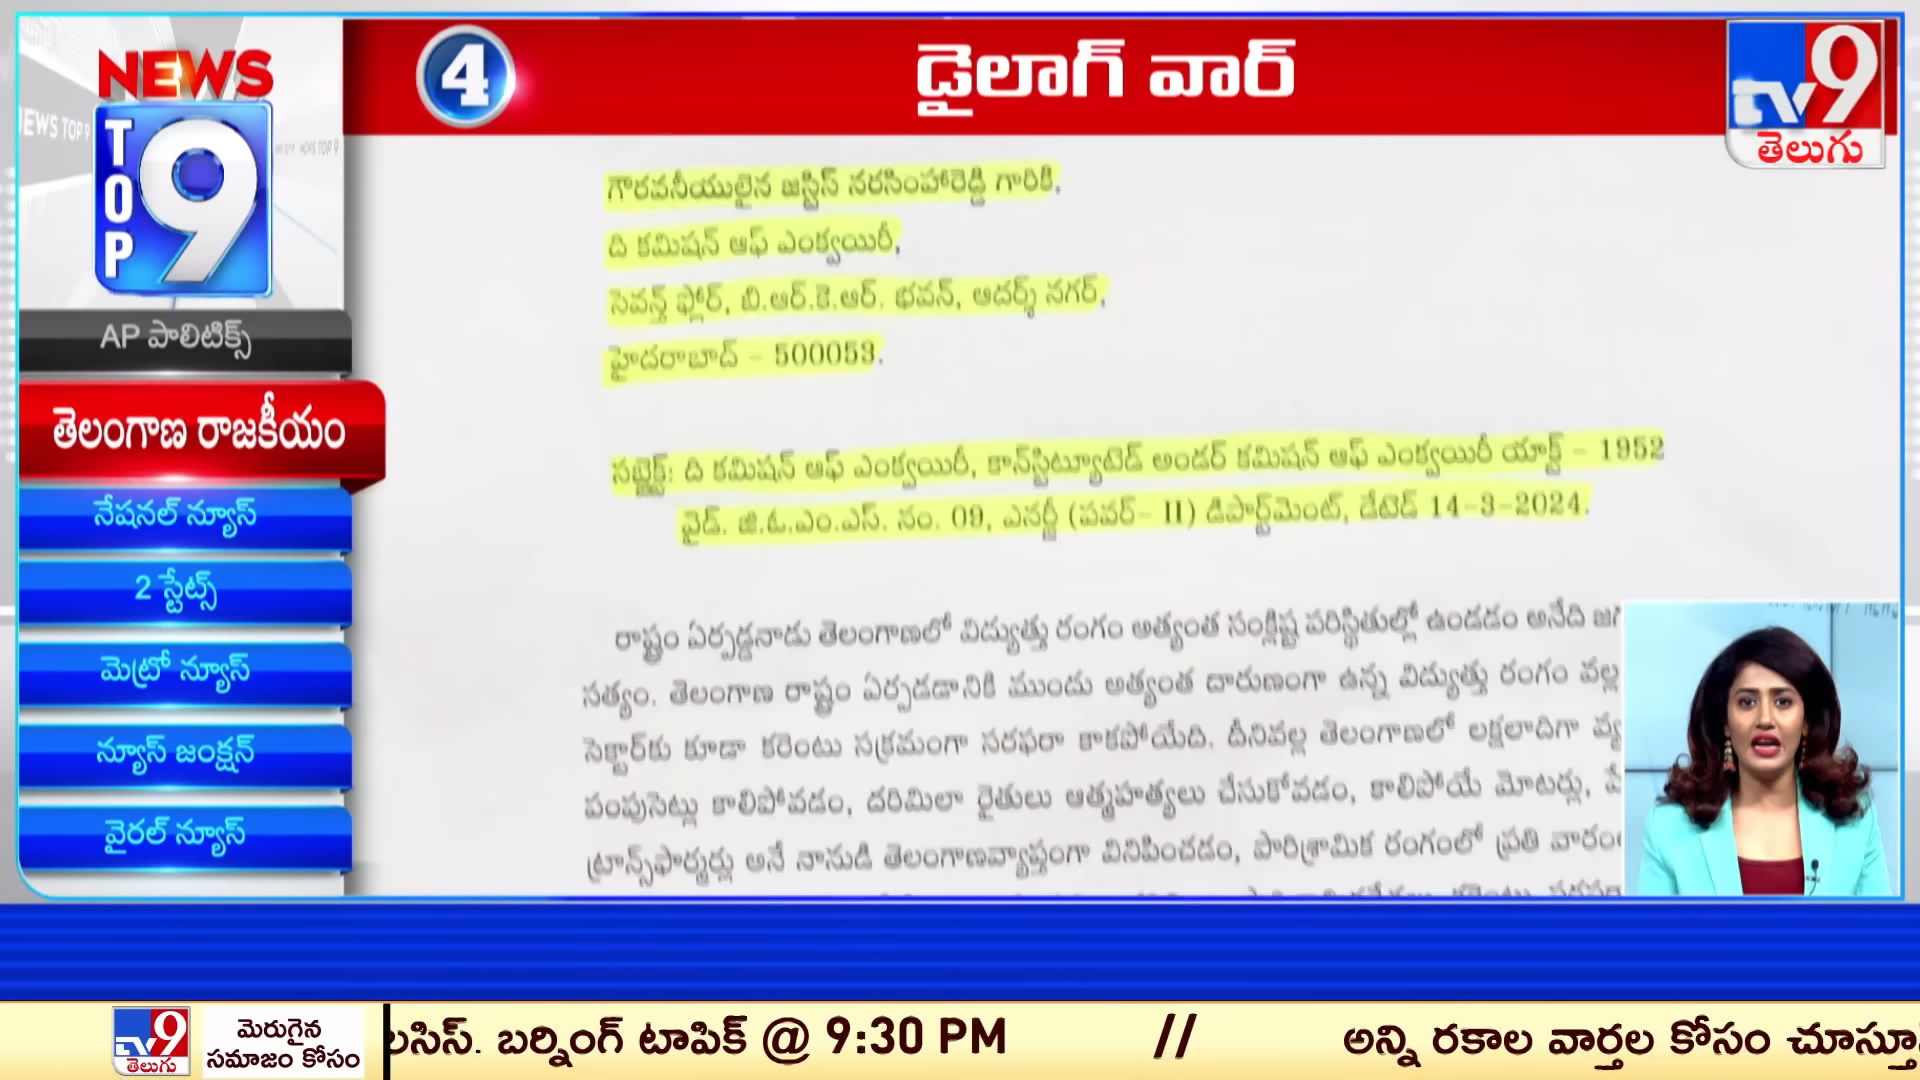 NEWS
TOP
9
4
డైలాగ్ వార్
TV9
తెలుగు
AP పాలిటిక్స్
తెలంగాణ రాజకీయం
నేషనల్ న్యూస్
2 స్టేట్స్
మెట్రో న్యూస్
న్యూస్ జంక్షన్
వైరల్ న్యూస్
గౌరవనీయులైన జస్టిస్ నరసింహారెడ్డి గారికి,
ది కమిషన్ ఆఫ్ ఎంక్వయిరీ,
సెవన్త్ ఫ్లోర్, బి.ఆర్.కె.ఆర్. భవన్, ఆదర్శ్ నగర్,
హైదరాబాద్ - 500053.
సబ్జెక్ట్: ది కమిషన్ ఆఫ్ ఎంక్వయిరీ, కాన్‌స్టిట్యూటెడ్ అండర్ కమిషన్ ఆఫ్ ఎంక్వయిరీ యాక్ట్ - 1952
వైడ్. జి.ఓ.ఎం.ఎస్. నం. 09, ఎనర్జీ (పవర్- II) డిపార్ట్‌మెంట్, డేటెడ్ 14-3-2024.
రాష్ట్రం ఏర్పడ్డనాడు తెలంగాణలో విద్యుత్తు రంగం అత్యంత సంక్లిష్ట పరిస్థితుల్లో ఉండడం అనేది
సత్యం. తెలంగాణ రాష్ట్రం ఏర్పడడానికి ముందు అత్యంత దారుణంగా ఉన్న విద్యుత్తు రంగం వల్ల
సెక్టార్‌కు కూడా కరెంటు సక్రమంగా సరఫరా కాకపోయేది. దీనివల్ల తెలంగాణలో లక్షలాదిగా
పంపుసెట్లు కాలిపోవడం, దరిమిలా రైతులు ఆత్మహత్యలు చేసుకోవడం, కాలిపోయే మోటర్లు,
ట్రాన్స్‌ఫార్మర్లు అనే నానుడి తెలంగాణవ్యాప్తంగా వినిపించడం, పారిశ్రామిక రంగంలో ప్రతి
TV9
తెలుగు
మెరుగైన
సమాజం కోసం
లసిస్. బర్నింగ్ టాపిక్ @ 9:30 PM // అన్ని రకాల వార్తల కోసం చూస్తూ